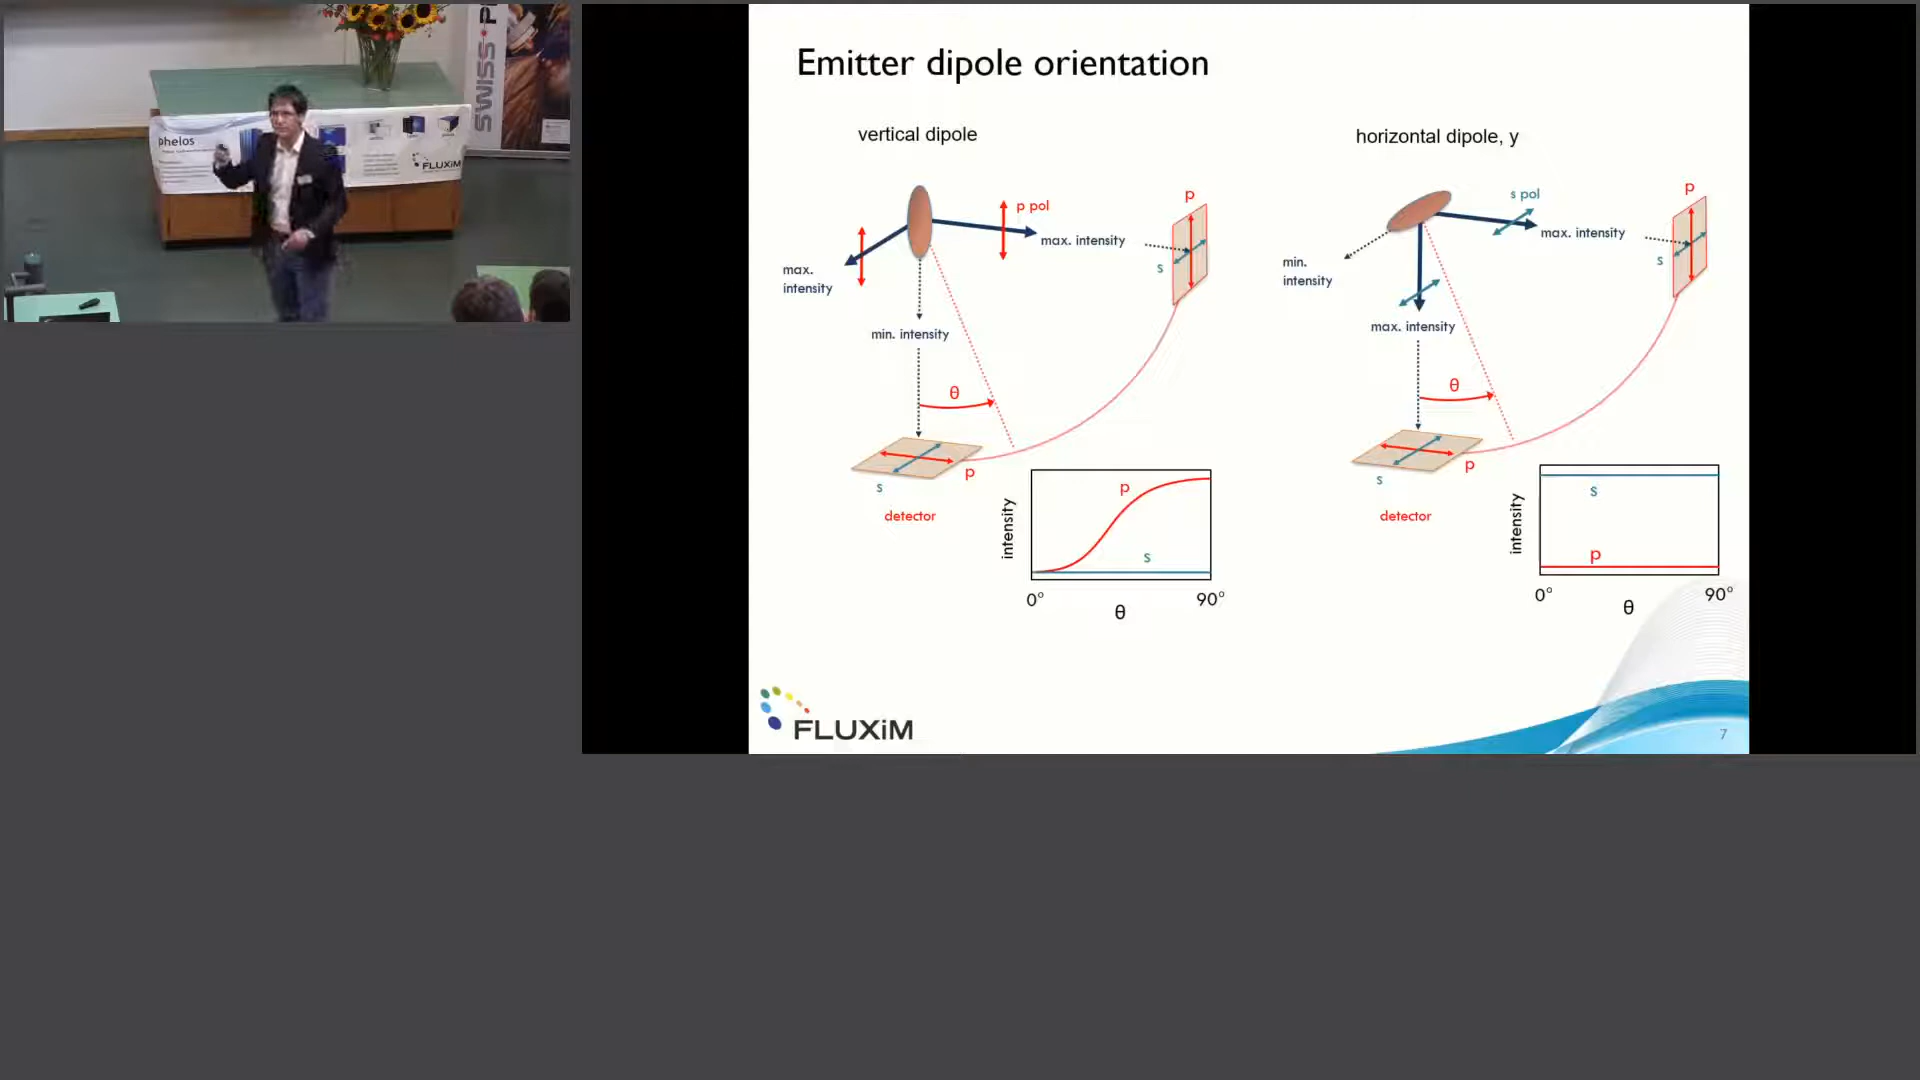 SWISS
phelos
FLUXiM
Emitter dipole orientation
vertical dipole
p pol
max. intensity
max.
intensity
min. intensity
θ
p
s
s
p
detector
intensity
p
s
0°
90°
θ
horizontal dipole, y
s pol
max. intensity
min.
intensity
max. intensity
θ
p
s
s
p
detector
intensity
s
p
0°
90°
θ
FLUXiM
7